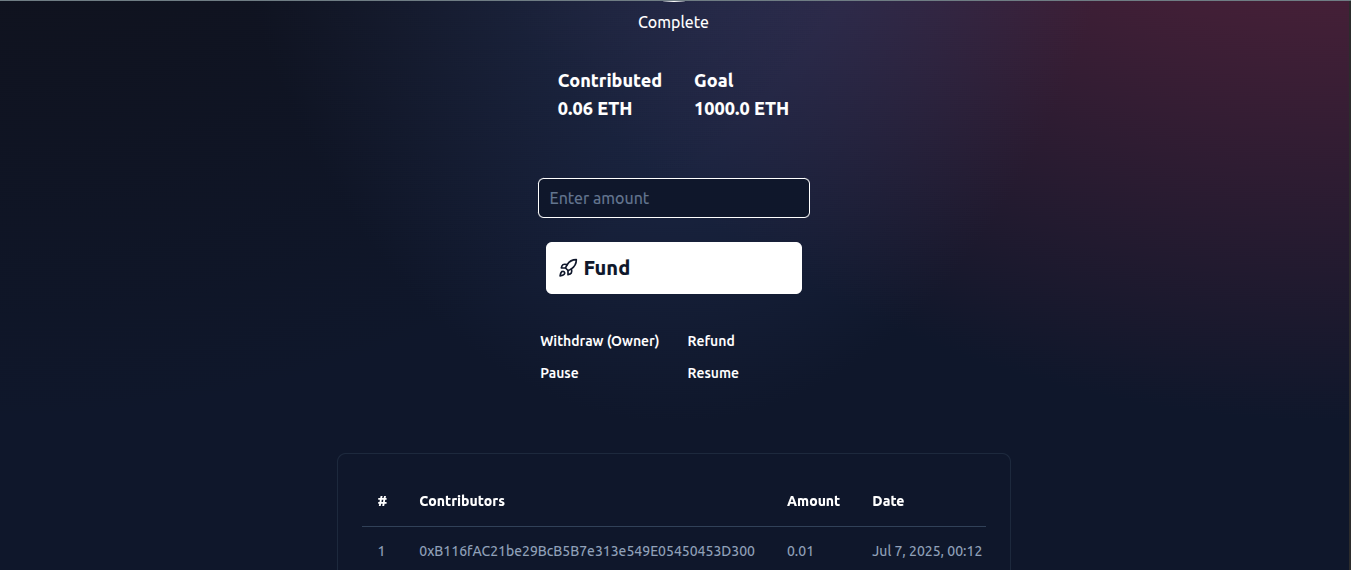 Complete
Contributed Goal
0.06 ETH 1000.0 ETH
Enter amount
Fund
Withdraw (Owner) Refund
Pause Resume
# Contributors Amount Date
1 0xB116fAC21be29BcB5B7e313e549E05450453D300 0.01 Jul 7, 2025, 00:12